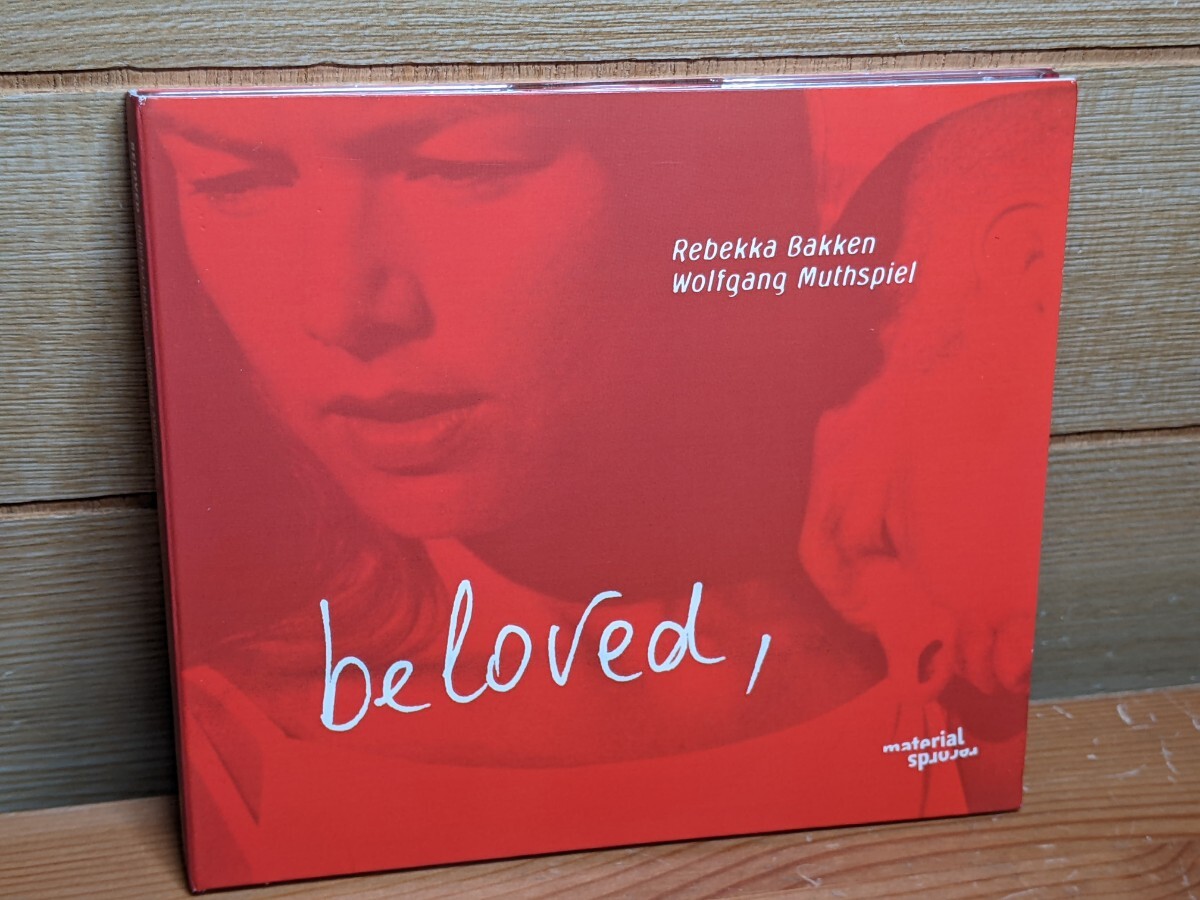 Rebekka Bakken
Wolfgang Muthspiel
beloved,
material
records